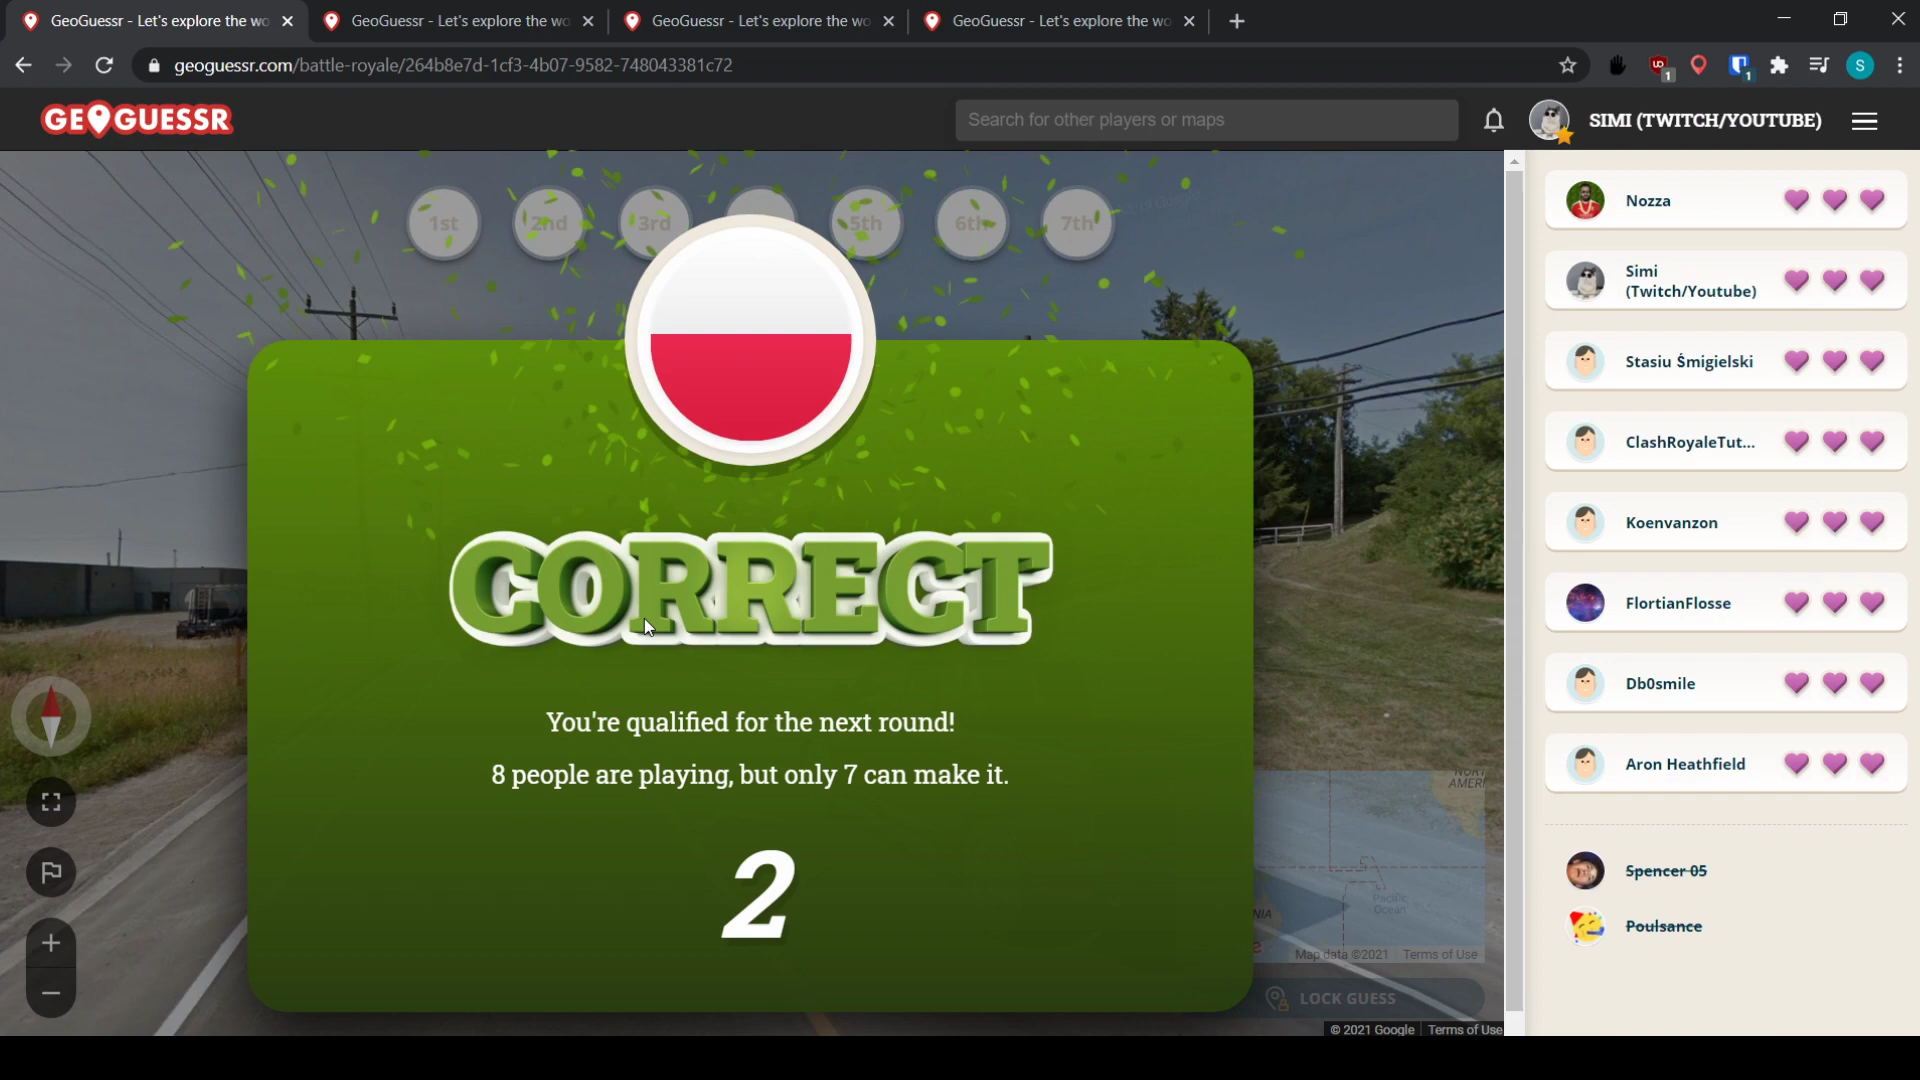 GeoGuessr - Let's explore the wo
GeoGuessr - Let's explore the wo
GeoGuessr - Let's explore the wo
GeoGuessr - Let's explore the wo
geoguessr.com/battle-royale/264b8e7d-1cf3-4b07-9582-748043381c72
1
1
S
GEOGUESSR
Search for other players or maps
SIMI (TWITCH/YOUTUBE)
1st
2nd
3rd
5th
6th
7th
CORRECT
You're qualified for the next round!
8 people are playing, but only 7 can make it.
2
Pacific
Ocean
Map data ©2021
Terms of Use
LOCK GUESS
© 2021 Google
Terms of Use
Nozza
Simi
(Twitch/Youtube)
Stasiu Śmigielski
ClashRoyaleTut...
Koenvanzon
FlortianFlosse
Db0smile
Aron Heathfield
Spencer 05
Poulsance